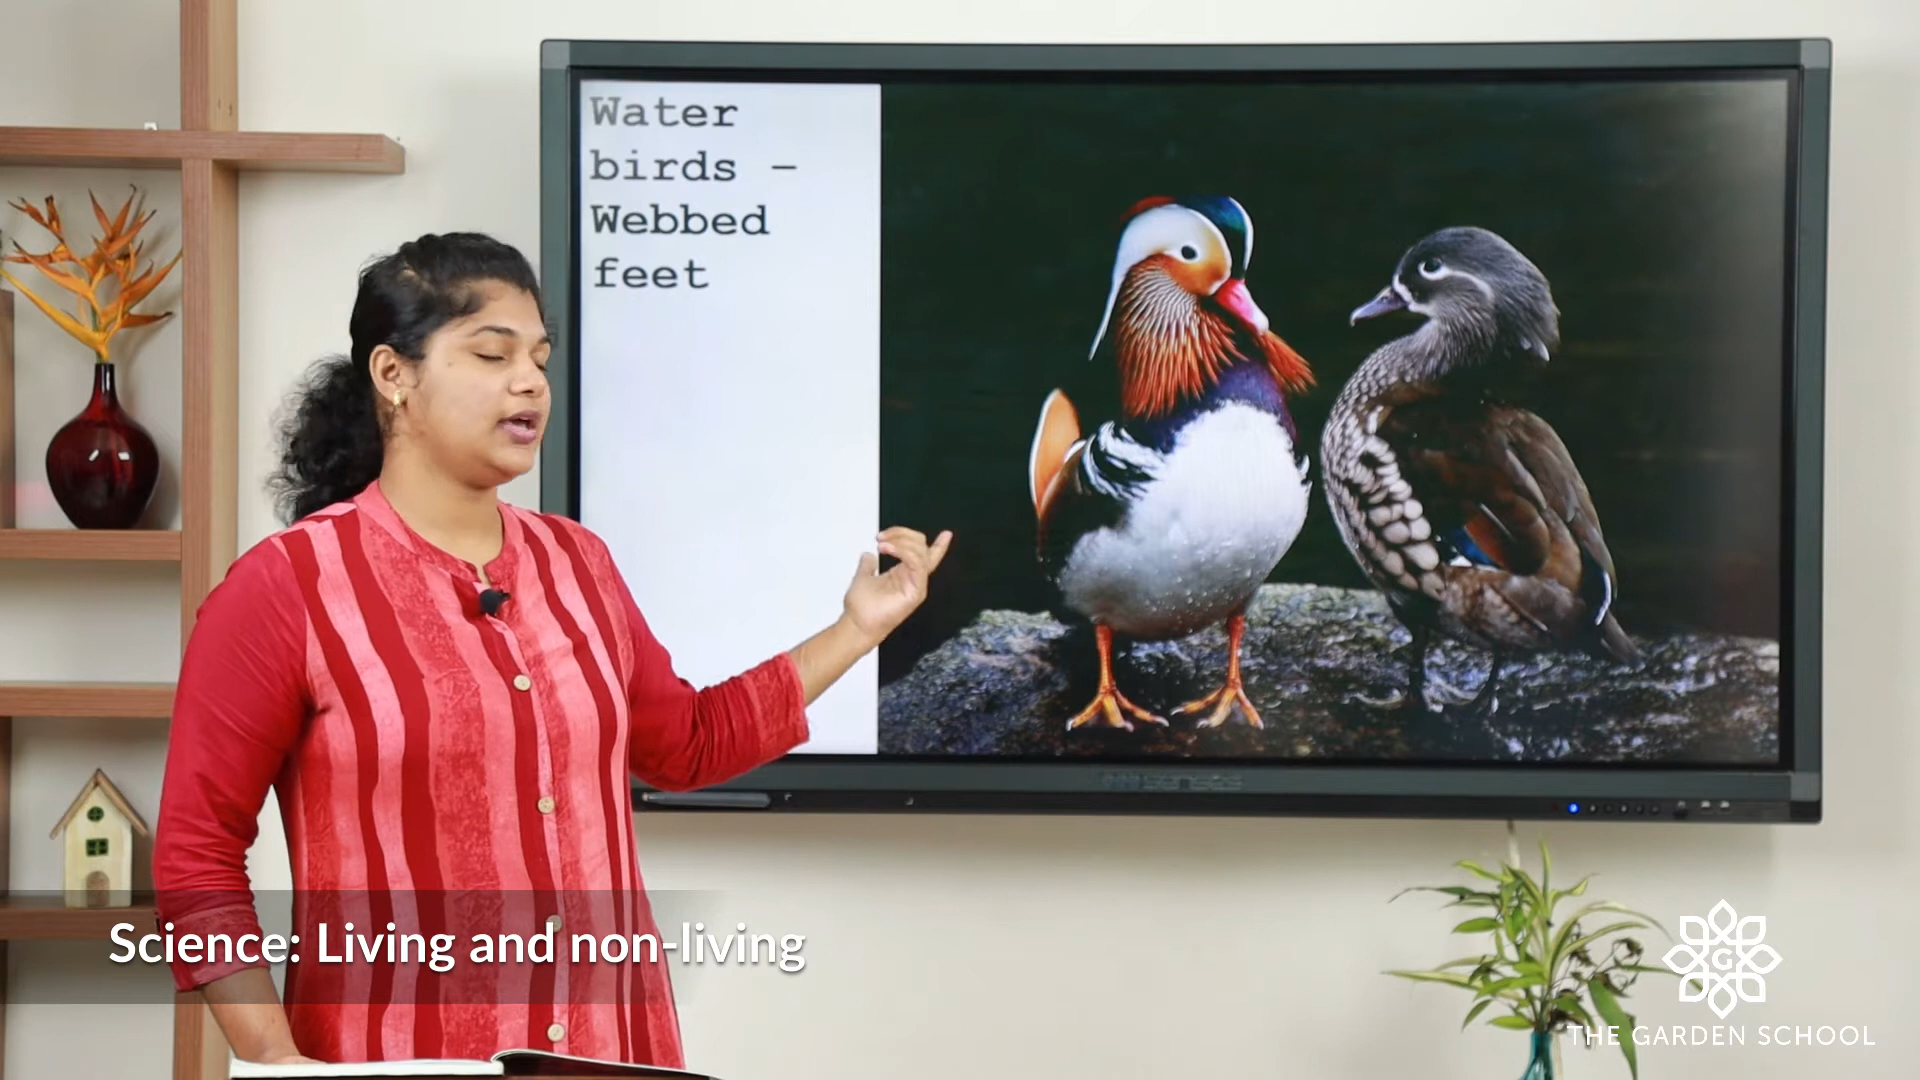 Water
birds –
Webbed
feet
Science: Living and non-living
G
THE GARDEN SCHOOL